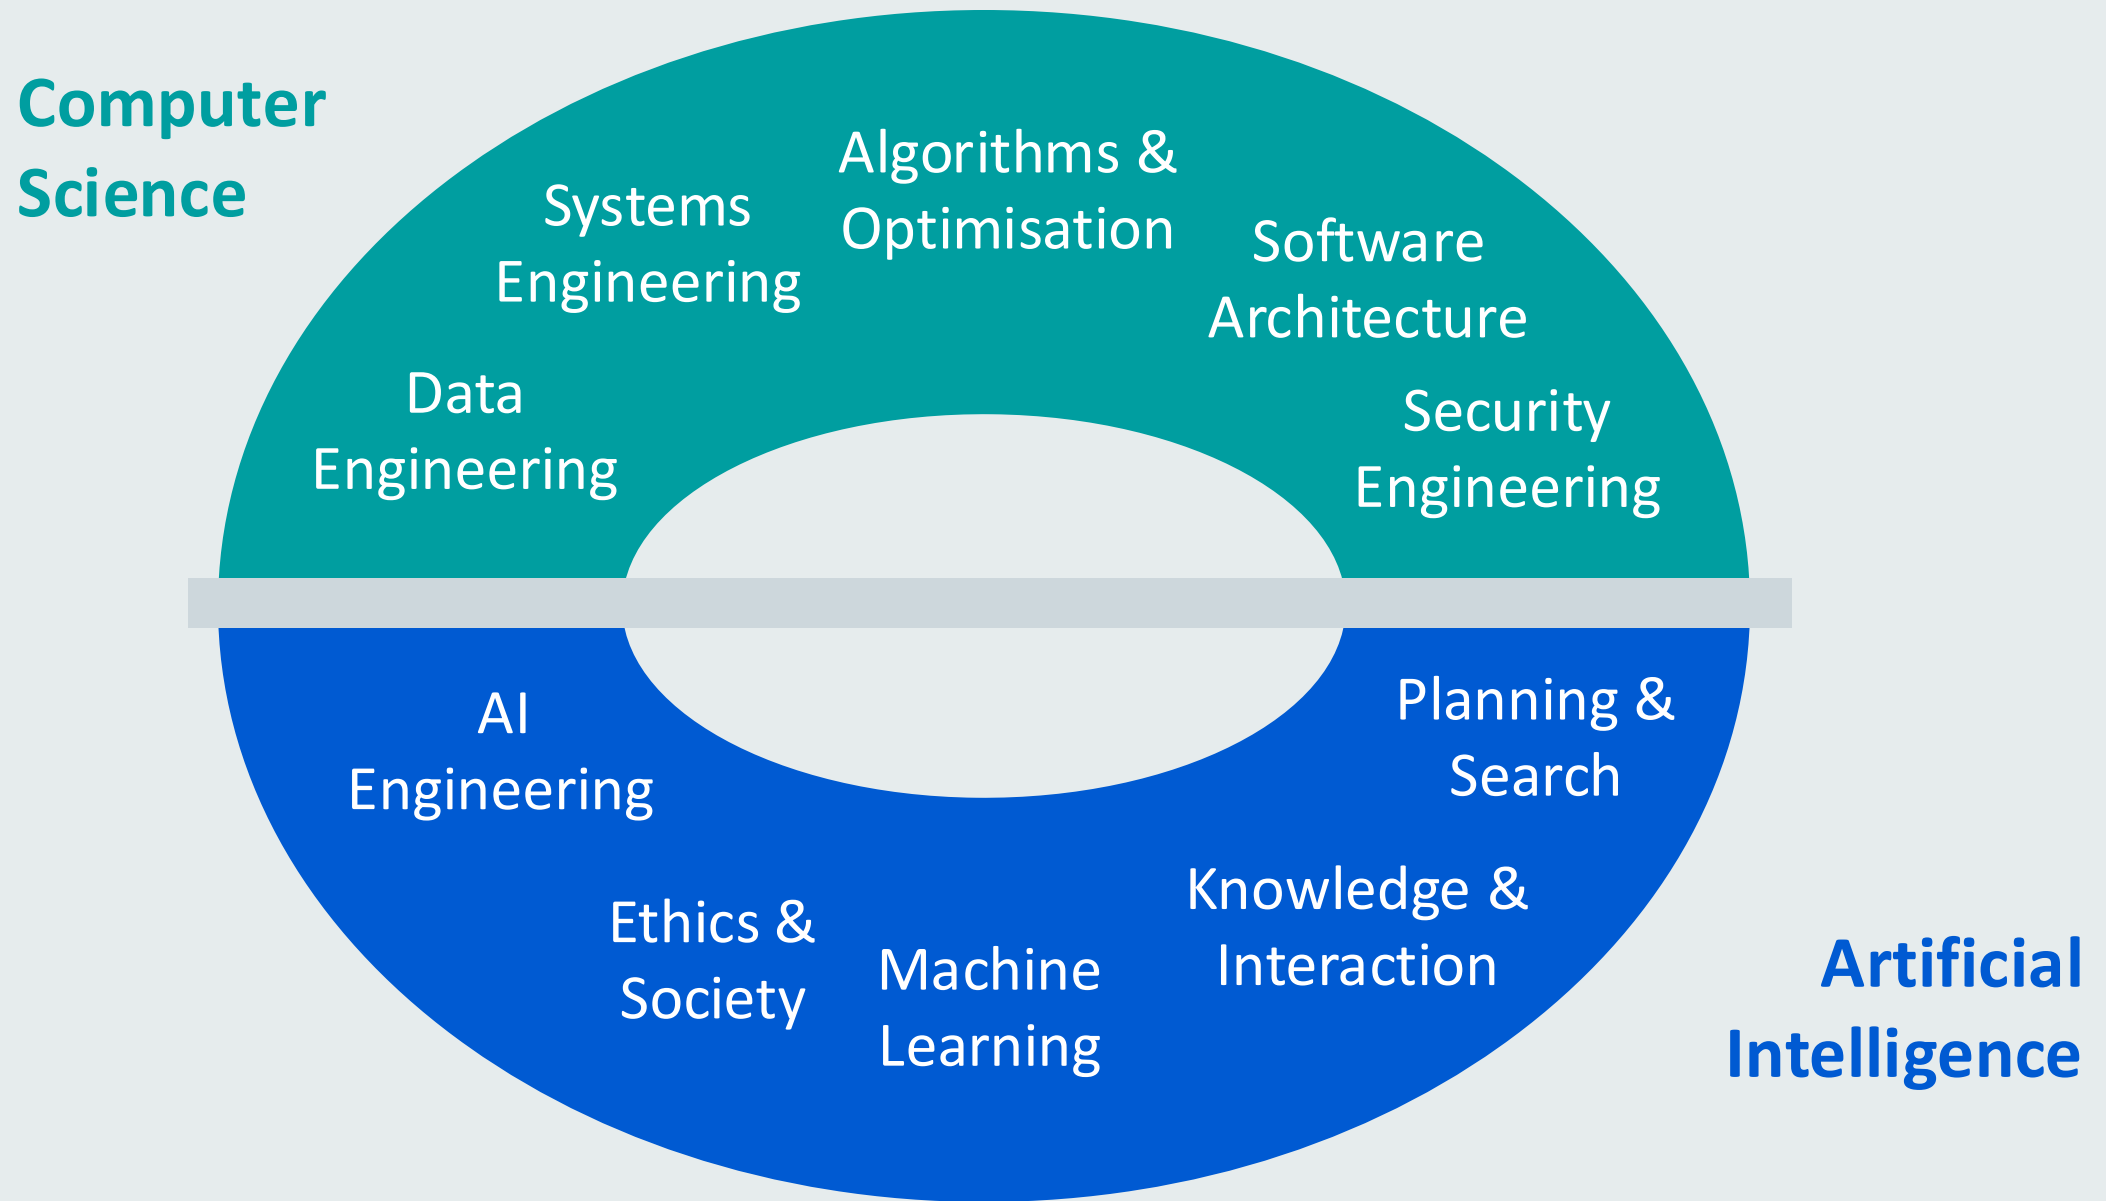 Computer
Science
Systems
Engineering
Algorithms &
Optimisation
Software
Architecture
Data
Engineering
Security
Engineering
AI
Engineering
Planning &
Search
Ethics &
Society
Machine
Learning
Knowledge &
Interaction
Artificial
Intelligence